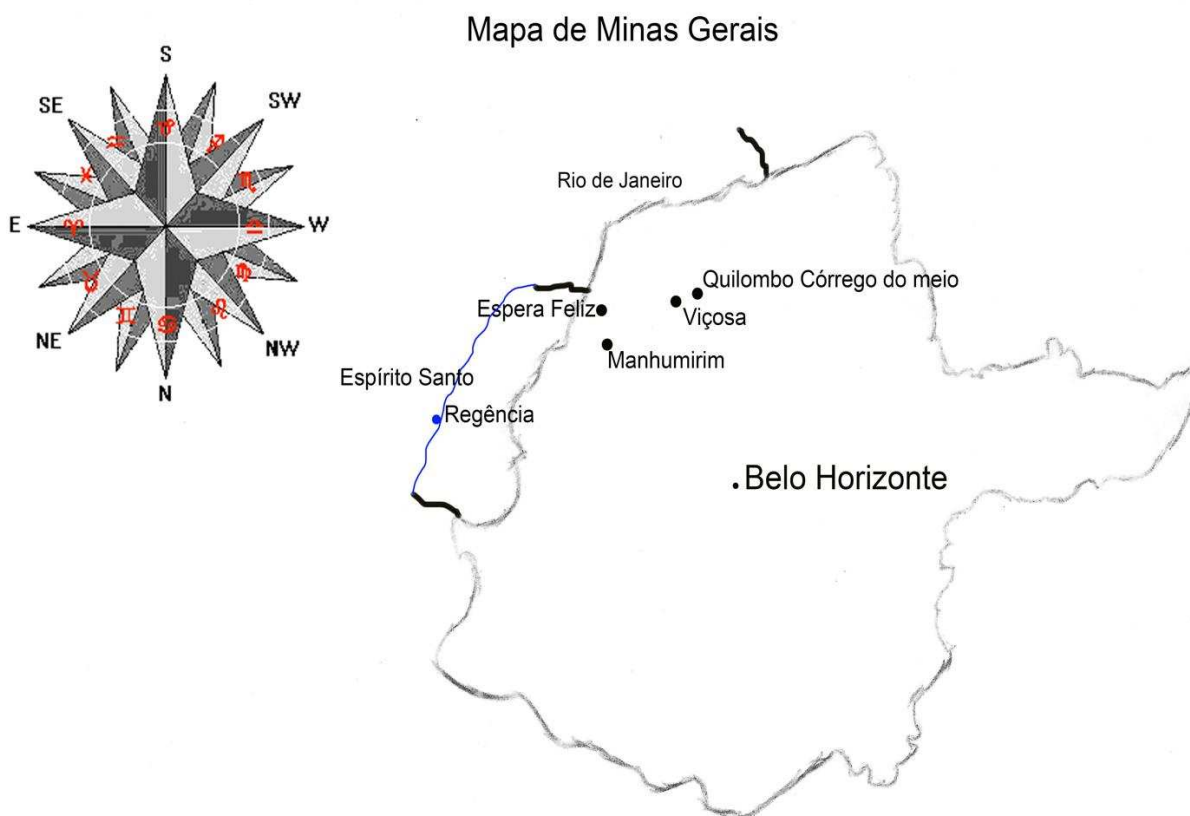 Mapa de Minas Gerais
S
SE
SW
E
W
NE
NW
N
Rio de Janeiro
Quilombo Córrego do meio
Espera Feliz
Viçosa
Manhumirim
Espírito Santo
Regência
Belo Horizonte